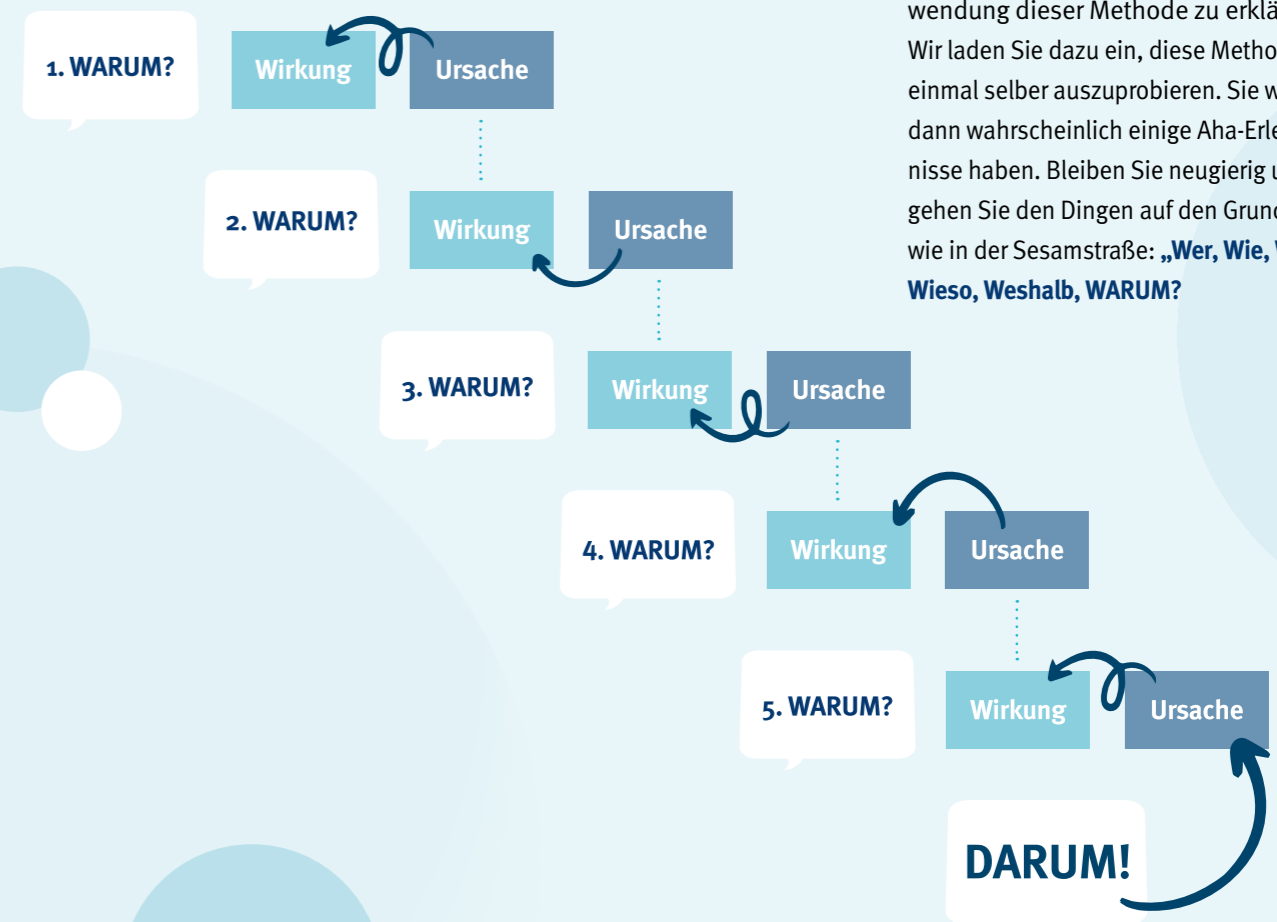 wendung dieser Methode zu erklä
Wir laden Sie dazu ein, diese Metho
einmal selber auszuprobieren. Sie w
dann wahrscheinlich einige Aha-Erle
nisse haben. Bleiben Sie neugierig u
gehen Sie den Dingen auf den Grund
wie in der Sesamstraße: „Wer, Wie,
Wieso, Weshalb, WARUM?
1. WARUM?
Wirkung
Ursache
2. WARUM?
Wirkung
Ursache
3. WARUM?
Wirkung
Ursache
4. WARUM?
Wirkung
Ursache
5. WARUM?
Wirkung
Ursache
DARUM!